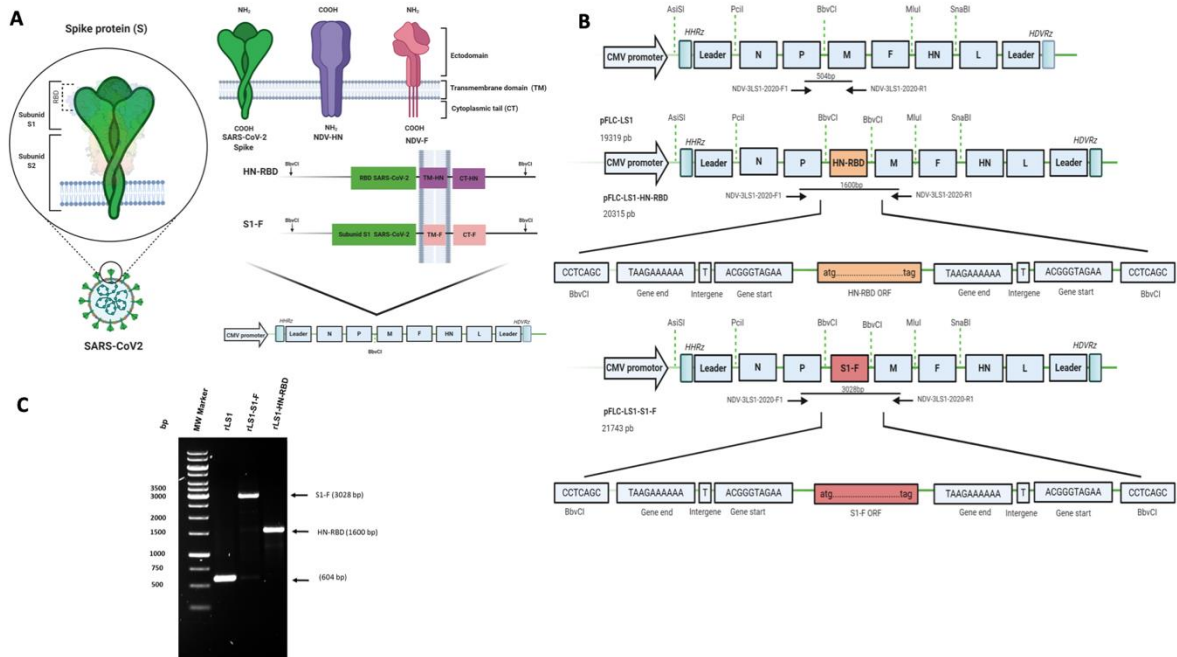 A
Spike protein (S)
RBD
Subunid S1
Subunid S2
SARS-CoV2
NH₂
COOH
SARS-CoV-2
Spike
COOH
NH₂
NDV-HN
NH₂
COOH
NDV-F
Ectodomain
Transmembrane domain (TM)
Cytoplasmic tail (CT)
HN-RBD
BbvCI
RBD SARS-CoV-2
TM-HN
CT-HN
BbvCI
S1-F
BbvCI
Subunid S1 SARS-CoV-2
TM-F
CT-F
BbvCI
CMV promotor
HHRz
Leader
N
P
M
F
HN
L
Leader
HDVRz
BbvCI
B
AsiSI
PciI
BbvCI
MluI
SnaBI
HHRz
HDVRz
CMV promotor
Leader
N
P
M
F
HN
L
Leader
504bp
NDV-3LS1-2020-F1
NDV-3LS1-2020-R1
pFLC-LS1
19319 pb
AsiSI
PciI
BbvCI
BbvCI
MluI
SnaBI
HHRz
HDVRz
CMV promotor
Leader
N
P
HN-RBD
M
F
HN
L
Leader
1600bp
NDV-3LS1-2020-F1
NDV-3LS1-2020-R1
pFLC-LS1-HN-RBD
20315 pb
CCTCAGC
TAAGAAAAAA
T
ACGGGTAGAA
atg......................tag
TAAGAAAAAA
T
ACGGGTAGAA
CCTCAGC
BbvCI
Gene end
Intergene
Gene start
HN-RBD ORF
Gene end
Intergene
Gene start
BbvCI
AsiSI
PciI
BbvCI
BbvCI
MluI
SnaBI
HHRz
HDVRz
CMV promotor
Leader
N
P
S1-F
M
F
HN
L
Leader
3028bp
NDV-3LS1-2020-F1
NDV-3LS1-2020-R1
pFLC-LS1-S1-F
21743 pb
CCTCAGC
TAAGAAAAAA
T
ACGGGTAGAA
atg......................tag
TAAGAAAAAA
T
ACGGGTAGAA
CCTCAGC
BbvCI
Gene end
Intergene
Gene start
S1-F ORF
Gene end
Intergene
Gene start
BbvCI
C
bp
MW Marker
rLS1
rLS1-S1-F
rLS1-HN-RBD
3500
3000
2000
1500
1000
750
500
S1-F (3028 bp)
HN-RBD (1600 bp)
(604 bp)